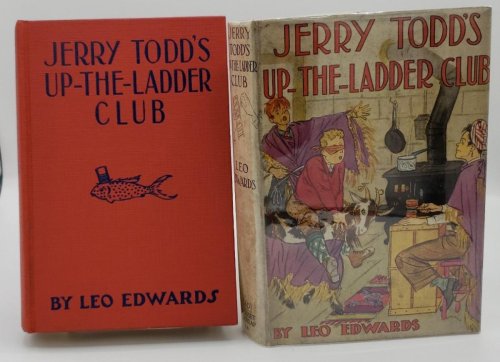 JERRY TODD'S
UP-THE-LADDER
CLUB
BY LEO EDWARDS
JERRY
TODD'S
UP-THE-LADDER
CLUB
LEO
EDWARDS
JERRY TODD'S
UP-THE-LADDER CLUB
BY LEO EDWARDS